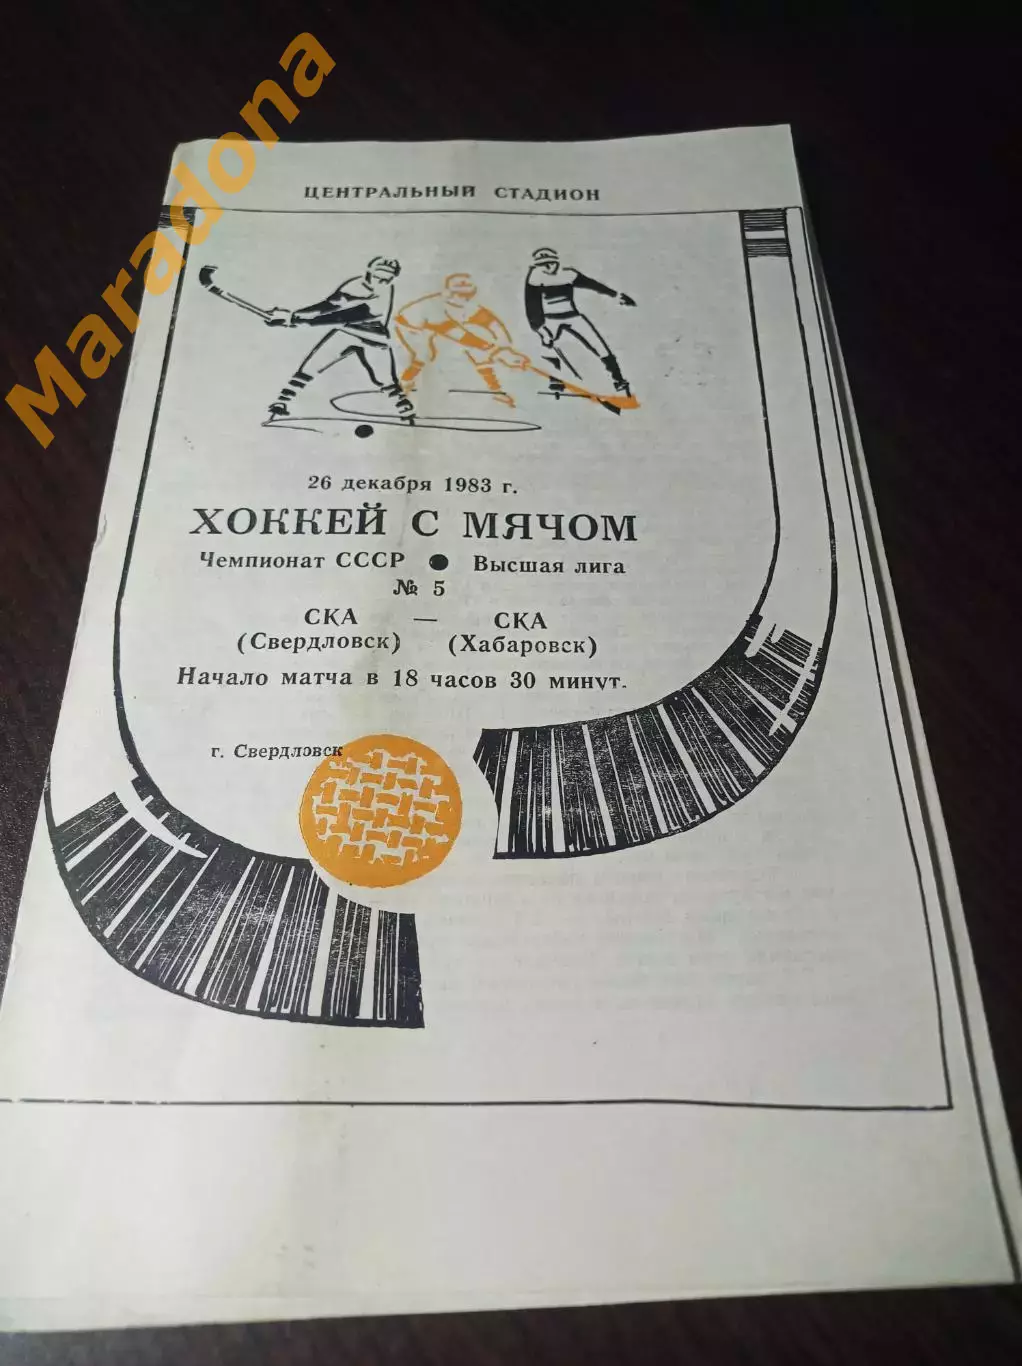 Maradona
ЦЕНТРАЛЬНЫЙ СТАДИОН
26 декабря 1983 г.
ХОККЕЙ С МЯЧОМ
Чемпионат СССР ● Высшая лига
№ 5
СКА — СКА
(Свердловск) (Хабаровск)
Начало матча в 18 часов 30 минут.
г. Свердловск